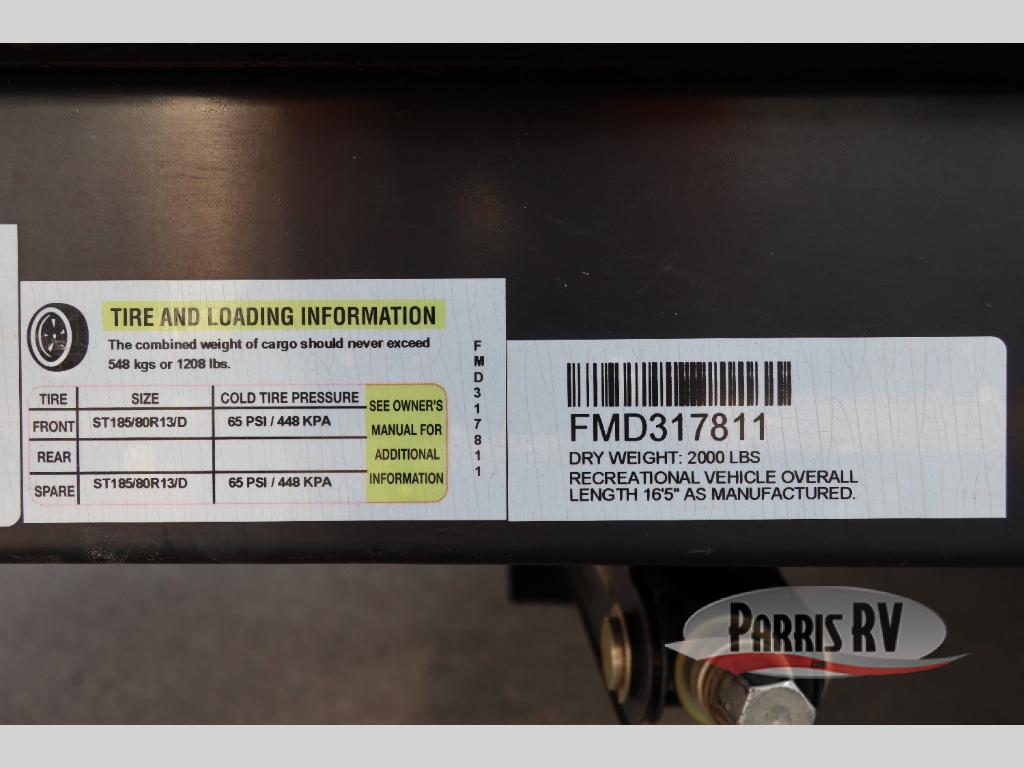 TIRE AND LOADING INFORMATION
The combined weight of cargo should never exceed
548 kgs or 1208 lbs.
TIRE SIZE COLD TIRE PRESSURE
FRONT ST185/80R13/D 65 PSI / 448 KPA
REAR
SPARE ST185/80R13/D 65 PSI / 448 KPA
SEE OWNER'S
MANUAL FOR
ADDITIONAL
INFORMATION
FMD317811
FMD317811
DRY WEIGHT: 2000 LBS
RECREATIONAL VEHICLE OVERALL
LENGTH 16'5" AS MANUFACTURED.
PARRIS RV
.com